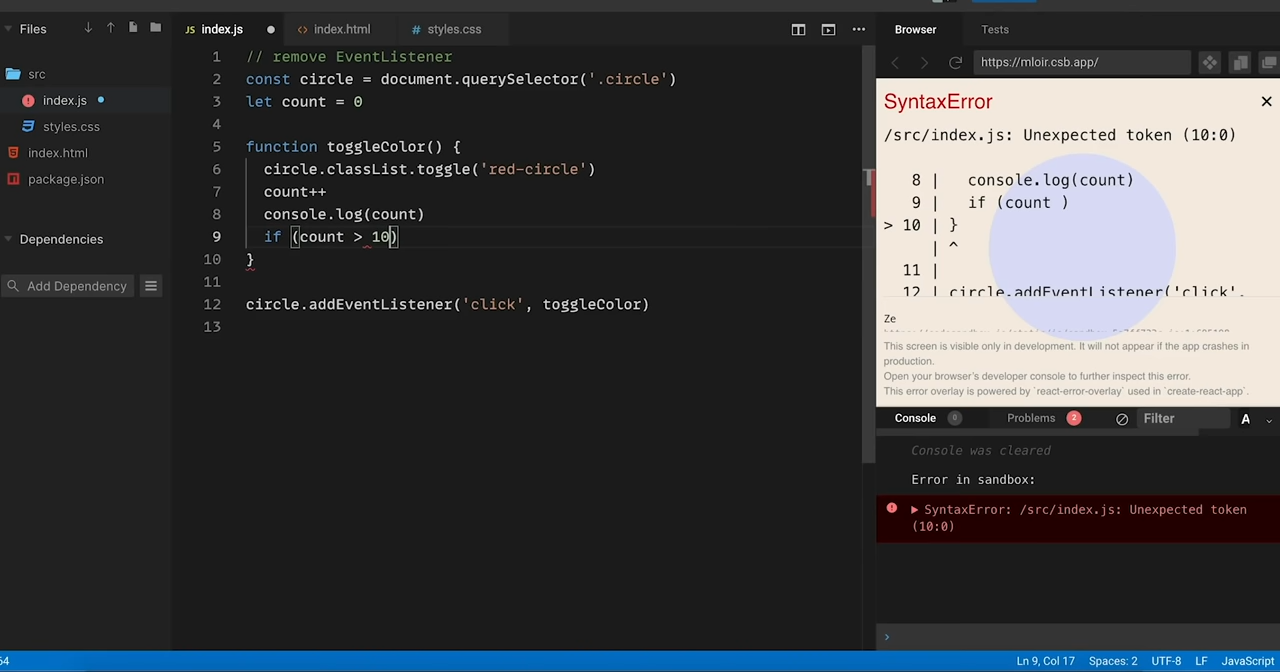 Files
src
index.js
styles.css
index.html
package.json
Dependencies
Add Dependency
JS index.js
<> index.html
# styles.css
1 // remove EventListener
2 const circle = document.querySelector('.circle')
3 let count = 0
4
5 function toggleColor() {
6 circle.classList.toggle('red-circle')
7 count++
8 console.log(count)
9 if (count > 10)
10 }
11
12 circle.addEventListener('click', toggleColor)
13
Browser
Tests
https://mloir.csb.app/
SyntaxError
/src/index.js: Unexpected token (10:0)
8 | console.log(count)
9 | if (count )
> 10 | }
| ^
11 |
12 | circle.addEventListener('click',
Ze
This screen is visible only in development. It will not appear if the app crashes in
production.
Open your browser's developer console to further inspect this error.
This error overlay is powered by `react-error-overlay` used in `create-react-app`.
Console 0
Problems 2
Filter
A
Console was cleared
Error in sandbox:
SyntaxError: /src/index.js: Unexpected token
(10:0)
›
64
Ln 9, Col 17
Spaces: 2
UTF-8
LF
JavaScript